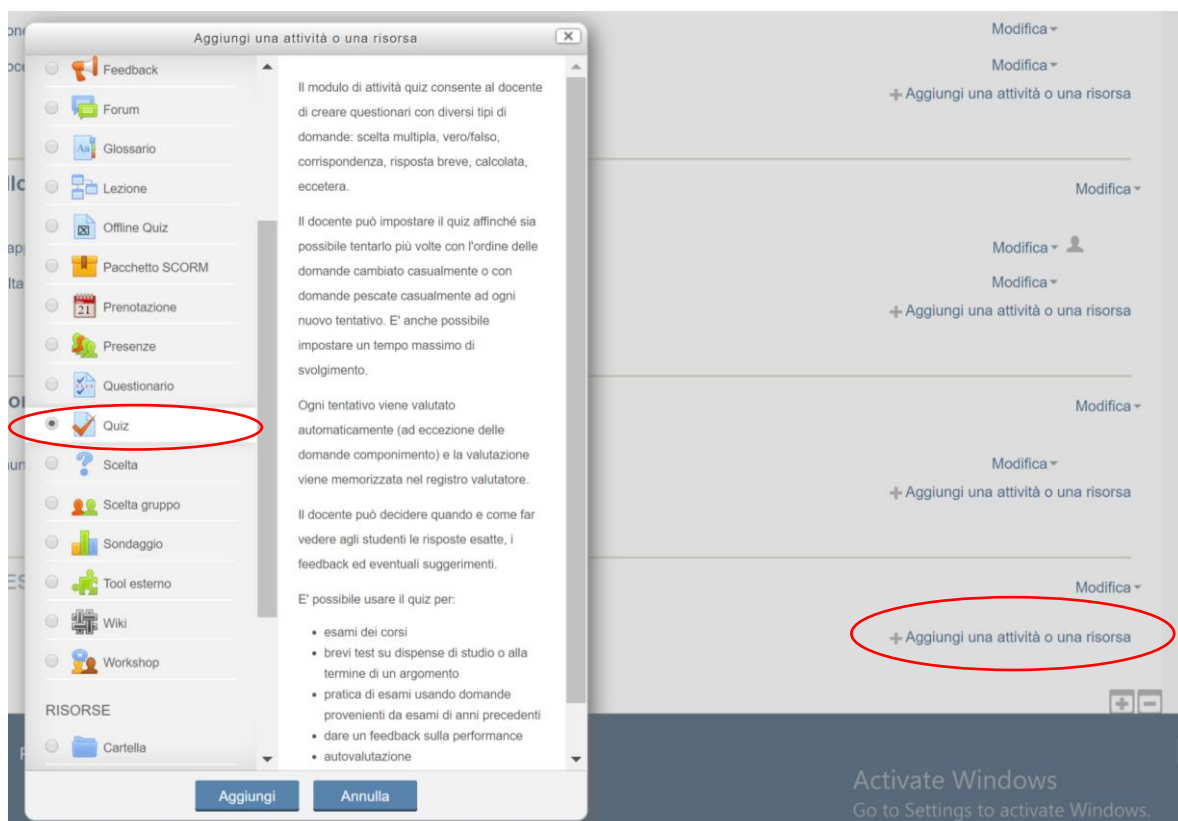 Aggiungi una attività o una risorsa
Feedback
Forum
Glossario
Lezione
Offline Quiz
Pacchetto SCORM
21
Prenotazione
Presenze
Questionario
Quiz
Scelta
Scelta gruppo
Sondaggio
Tool esterno
Wiki
Workshop
RISORSE
Cartella
Il modulo di attività quiz consente al docente
di creare questionari con diversi tipi di
domande: scelta multipla, vero/falso,
corrispondenza, risposta breve, calcolata,
eccetera.
Il docente può impostare il quiz affinché sia
possibile tentarlo più volte con l'ordine delle
domande cambiato casualmente o con
domande pescate casualmente ad ogni
nuovo tentativo. E' anche possibile
impostare un tempo massimo di
svolgimento.
Ogni tentativo viene valutato
automaticamente (ad eccezione delle
domande componimento) e la valutazione
viene memorizzata nel registro valutatore.
Il docente può decidere quando e come far
vedere agli studenti le risposte esatte, i
feedback ed eventuali suggerimenti.
E' possibile usare il quiz per:
• esami dei corsi
• brevi test su dispense di studio o alla
termine di un argomento
• pratica di esami usando domande
provenienti da esami di anni precedenti
• dare un feedback sulla performance
• autovalutazione
Aggiungi
Annulla
Modifica
Modifica
Aggiungi una attività o una risorsa
Modifica
Modifica
Modifica
Aggiungi una attività o una risorsa
Modifica
Modifica
Aggiungi una attività o una risorsa
Modifica
Aggiungi una attività o una risorsa
Activate Windows
Go to Settings to activate Windows.